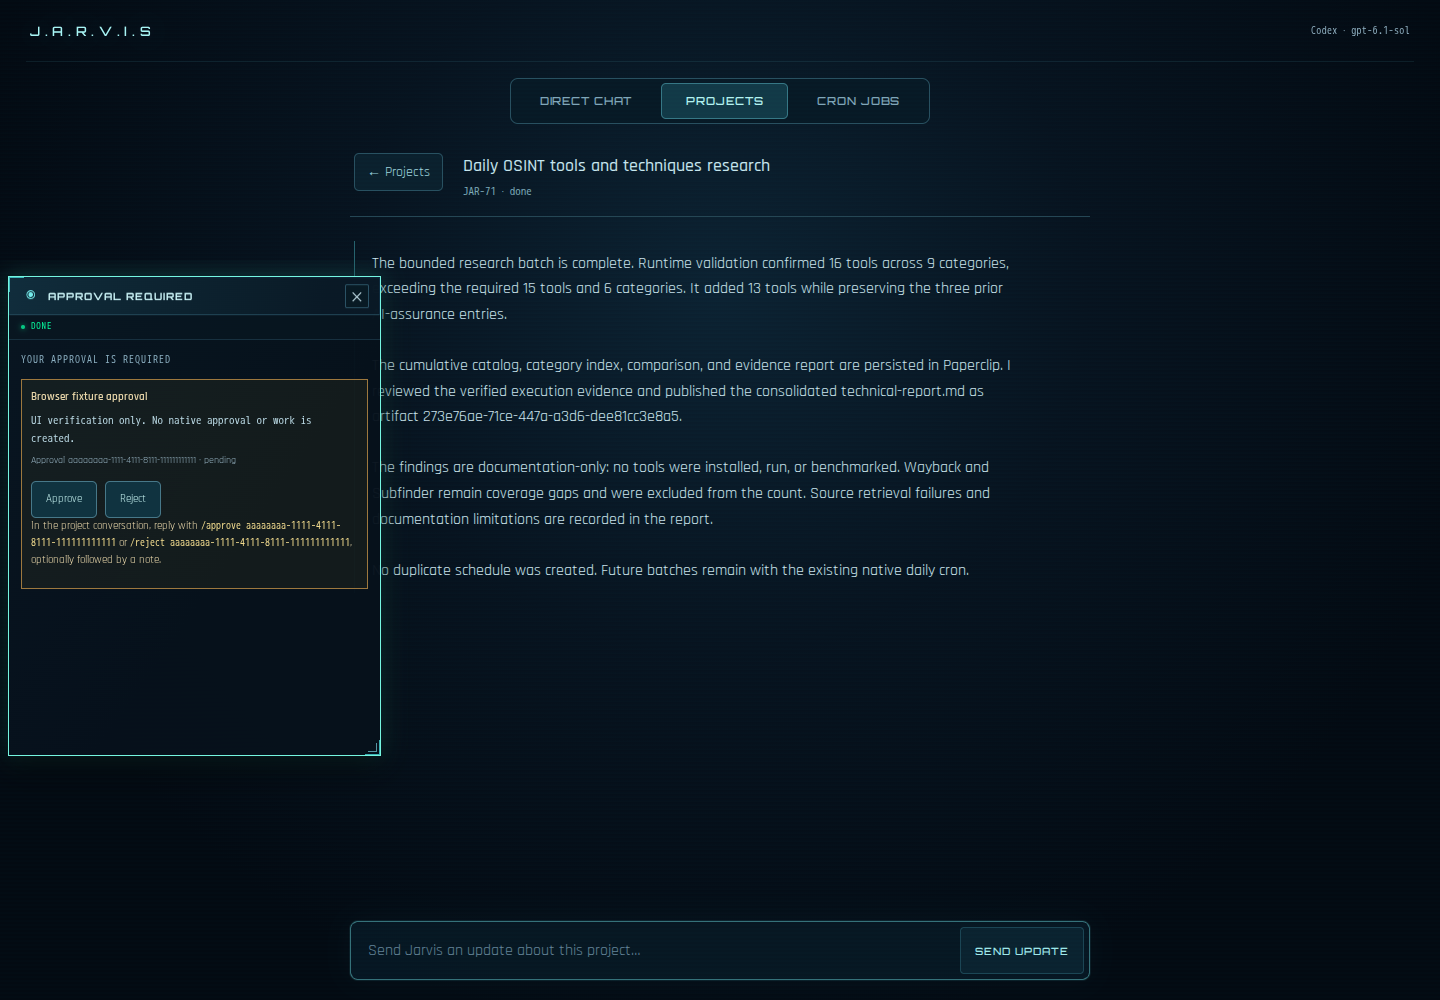 J.A.R.V.I.S
Codex · gpt-6.1-sol
DIRECT CHAT
PROJECTS
CRON JOBS
← Projects
Daily OSINT tools and techniques research
JAR-71 · done
The bounded research batch is complete. Runtime validation confirmed 16 tools across 9 categories,
xceeding the required 15 tools and 6 categories. It added 13 tools while preserving the three prior
l-assurance entries.
he cumulative catalog, category index, comparison, and evidence report are persisted in Paperclip. I
eviewed the verified execution evidence and published the consolidated technical-report.md as
rtifact 273e76ae-71ce-447a-a3d6-dee81cc3e8a5.
he findings are documentation-only: no tools were installed, run, or benchmarked. Wayback and
ubfinder remain coverage gaps and were excluded from the count. Source retrieval failures and
ocumentation limitations are recorded in the report.
o duplicate schedule was created. Future batches remain with the existing native daily cron.
APPROVAL REQUIRED
DONE
YOUR APPROVAL IS REQUIRED
Browser fixture approval
UI verification only. No native approval or work is
created.
Approval aaaaaaaa-1111-4111-8111-111111111111 · pending
Approve
Reject
In the project conversation, reply with /approve aaaaaaaa-1111-4111-
8111-111111111111 or /reject aaaaaaaa-1111-4111-8111-111111111111,
optionally followed by a note.
Send Jarvis an update about this project...
SEND UPDATE